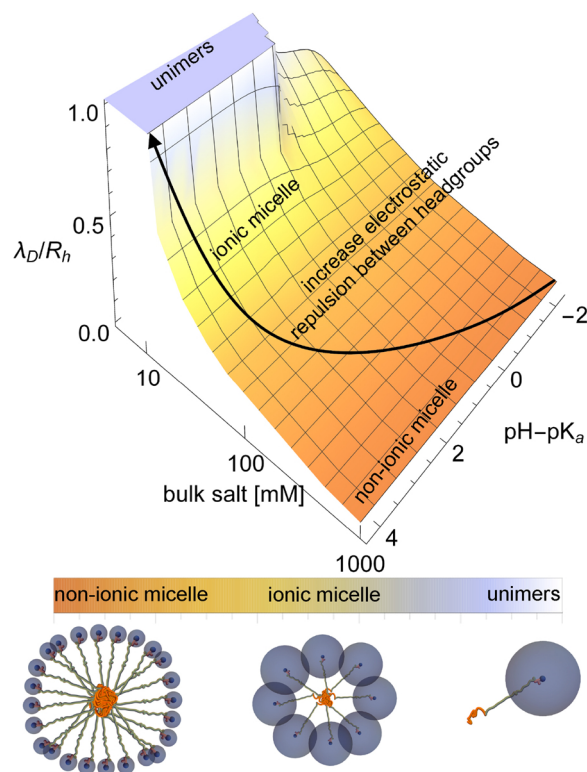 unimers
1.0
0.5
0.0
λ_D/R_h
ionic micelle
increase electrostatic
repulsion between headgroups
non-ionic micelle
-2
0
2
4
pH−pK_a
10
100
1000
bulk salt [mM]
non-ionic micelle ionic micelle unimers